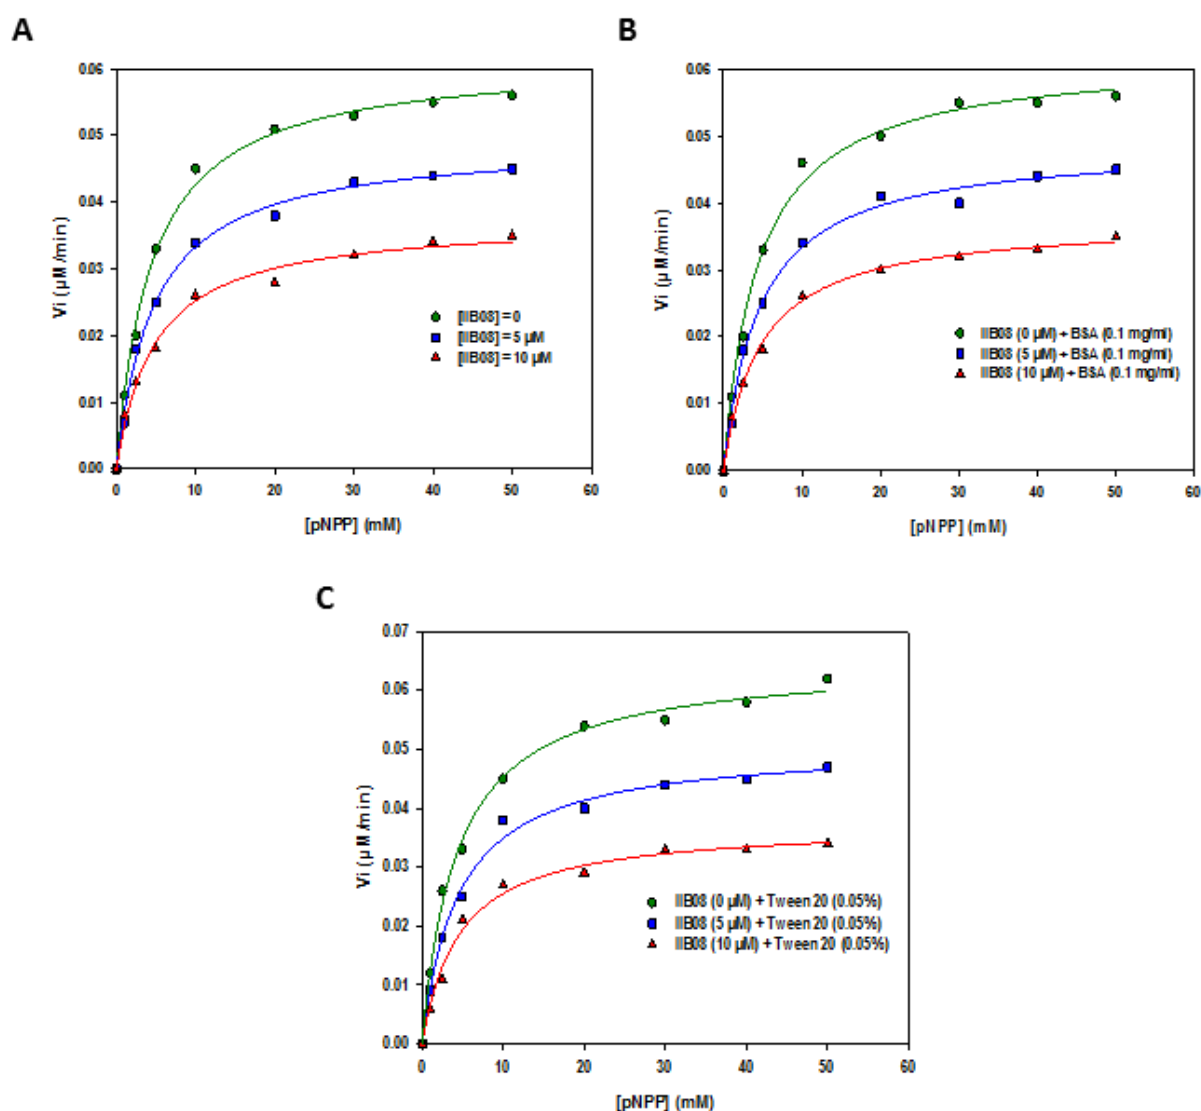 A
0.06
0.05
0.04
0.03
0.02
0.01
0.00
Vi (µM/min)
[IIB08] = 0
[IIB08] = 5 µM
[IIB08] = 10 µM
0 10 20 30 40 50 60
[pNPP] (mM)
B
0.06
0.05
0.04
0.03
0.02
0.01
0.00
Vi (µM/min)
IIB08 (0 µM) + BSA (0.1 mg/ml)
IIB08 (5 µM) + BSA (0.1 mg/ml)
IIB08 (10 µM) + BSA (0.1 mg/ml)
0 10 20 30 40 50 60
[pNPP] (mM)
C
0.07
0.06
0.05
0.04
0.03
0.02
0.01
0.00
Vi (µM/min)
IIB08 (0 µM) + Tween 20 (0.05%)
IIB08 (5 µM) + Tween 20 (0.05%)
IIB08 (10 µM) + Tween 20 (0.05%)
0 10 20 30 40 50 60
[pNPP] (mM)